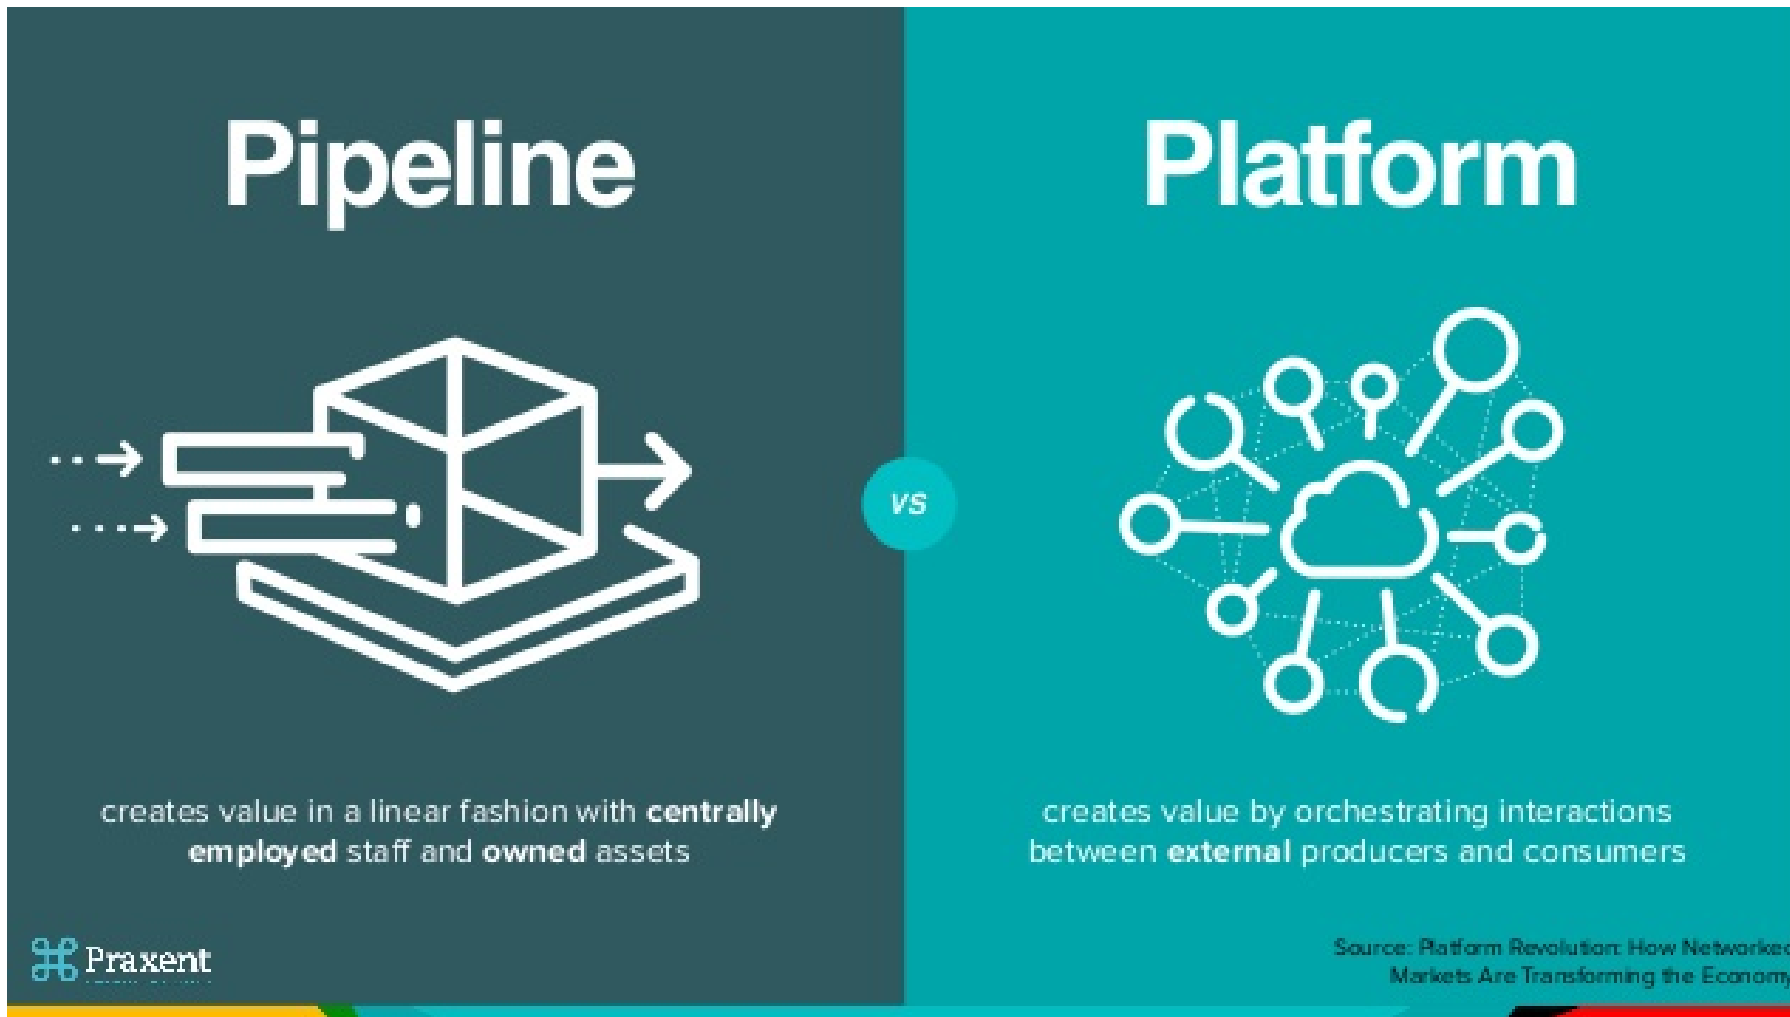 Pipeline
creates value in a linear fashion with centrally
employed staff and owned assets
Praxent
vs
Platform
creates value by orchestrating interactions
between external producers and consumers
Source: Platform Revolution: How Networked
Markets Are Transforming the Economy